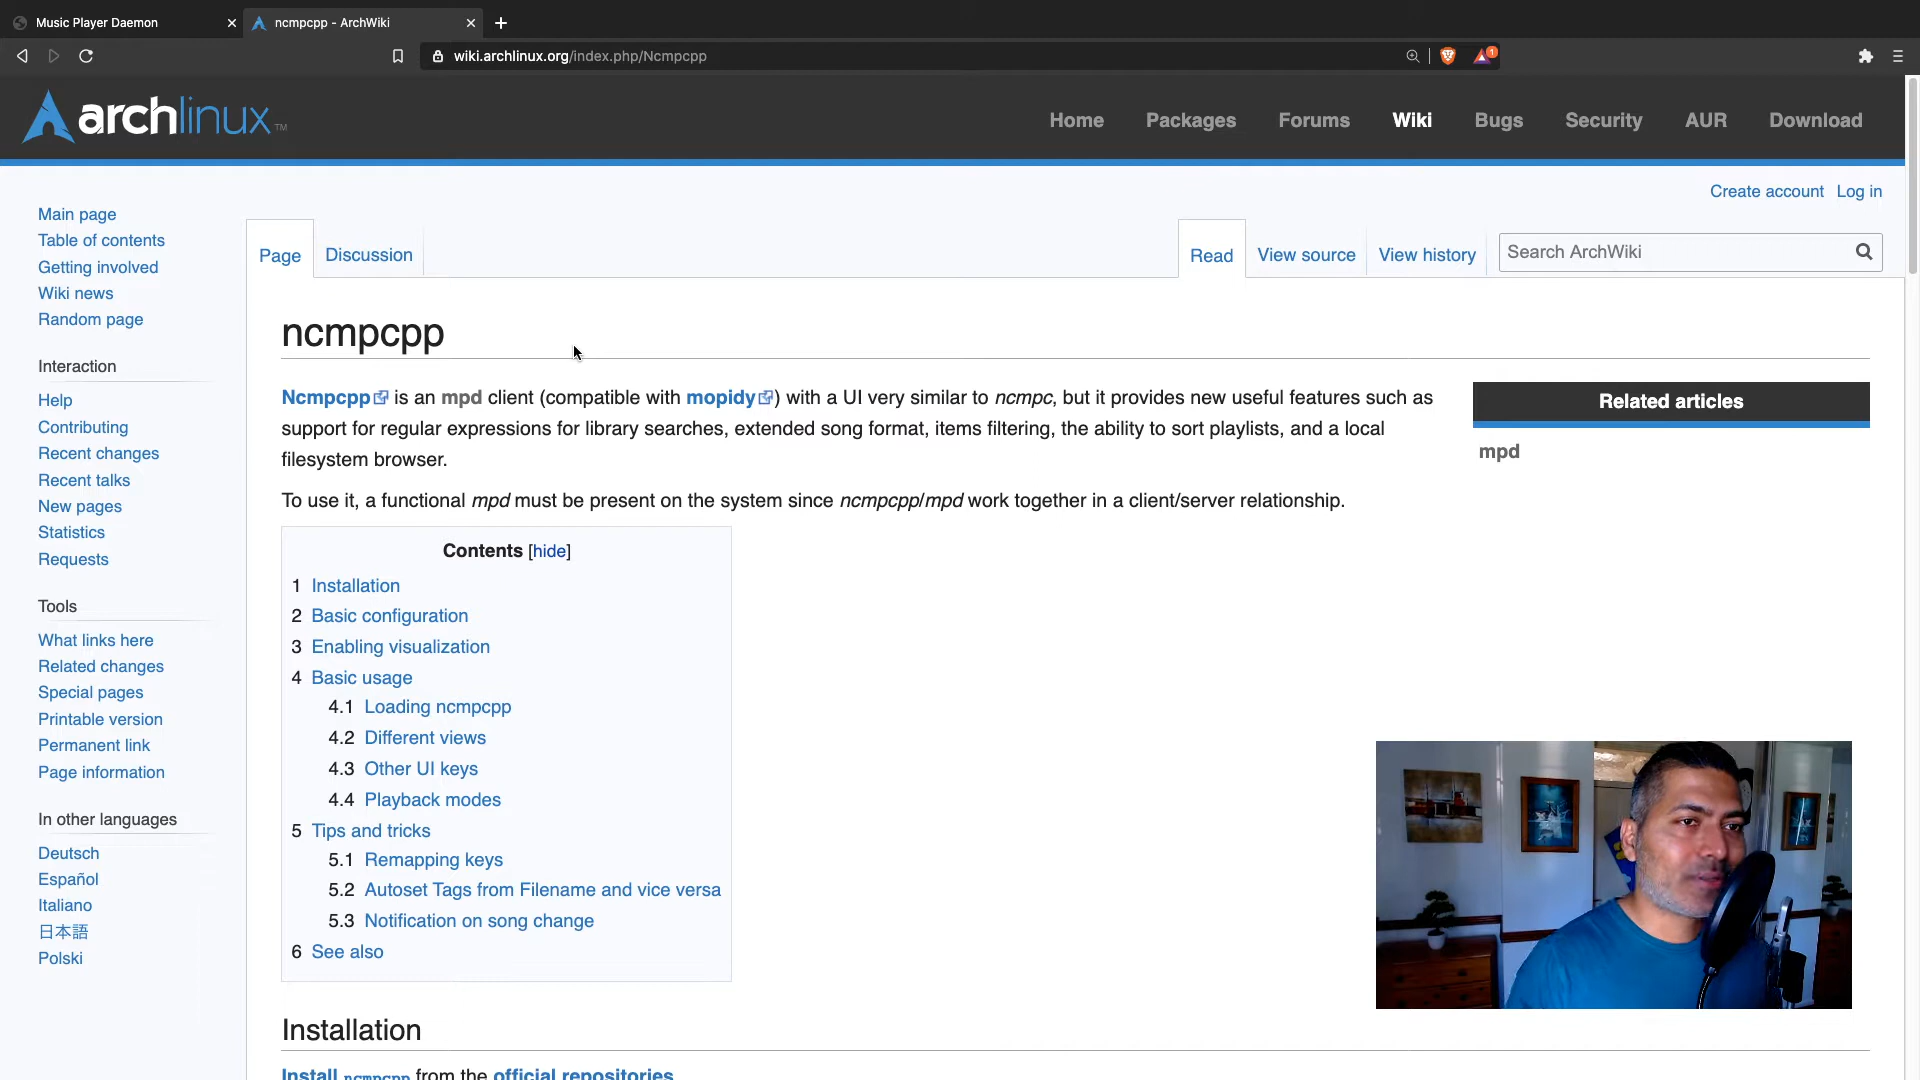 Music Player Daemon
ncmpcpp - ArchWiki
wiki.archlinux.org/index.php/Ncmpcpp
1
archlinux™
Home Packages Forums Wiki Bugs Security AUR Download
Create account Log in
Main page
Table of contents
Getting involved
Wiki news
Random page
Interaction
Help
Contributing
Recent changes
Recent talks
New pages
Statistics
Requests
Tools
What links here
Related changes
Special pages
Printable version
Permanent link
Page information
In other languages
Deutsch
Español
Italiano
日本語
Polski
Page Discussion
Read View source View history Search ArchWiki
ncmpcpp
Ncmpcpp is an mpd client (compatible with mopidy) with a UI very similar to ncmpc, but it provides new useful features such as
support for regular expressions for library searches, extended song format, items filtering, the ability to sort playlists, and a local
filesystem browser.
To use it, a functional mpd must be present on the system since ncmpcpp/mpd work together in a client/server relationship.
Related articles
mpd
Contents [hide]
1 Installation
2 Basic configuration
3 Enabling visualization
4 Basic usage
4.1 Loading ncmpcpp
4.2 Different views
4.3 Other UI keys
4.4 Playback modes
5 Tips and tricks
5.1 Remapping keys
5.2 Autoset Tags from Filename and vice versa
5.3 Notification on song change
6 See also
Installation
Install ncmpcpp from the official repositories